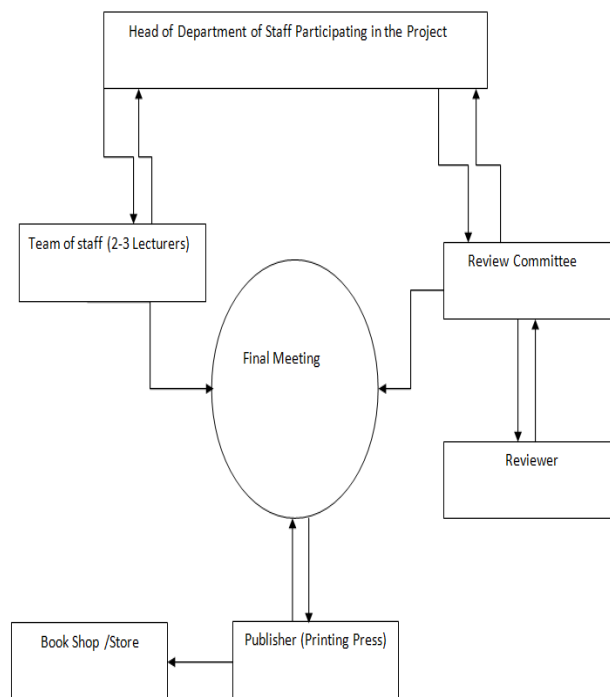 Head of Department of Staff Participating in the Project
Team of staff (2-3 Lecturers)
Review Committee
Final Meeting
Reviewer
Book Shop /Store
Publisher (Printing Press)